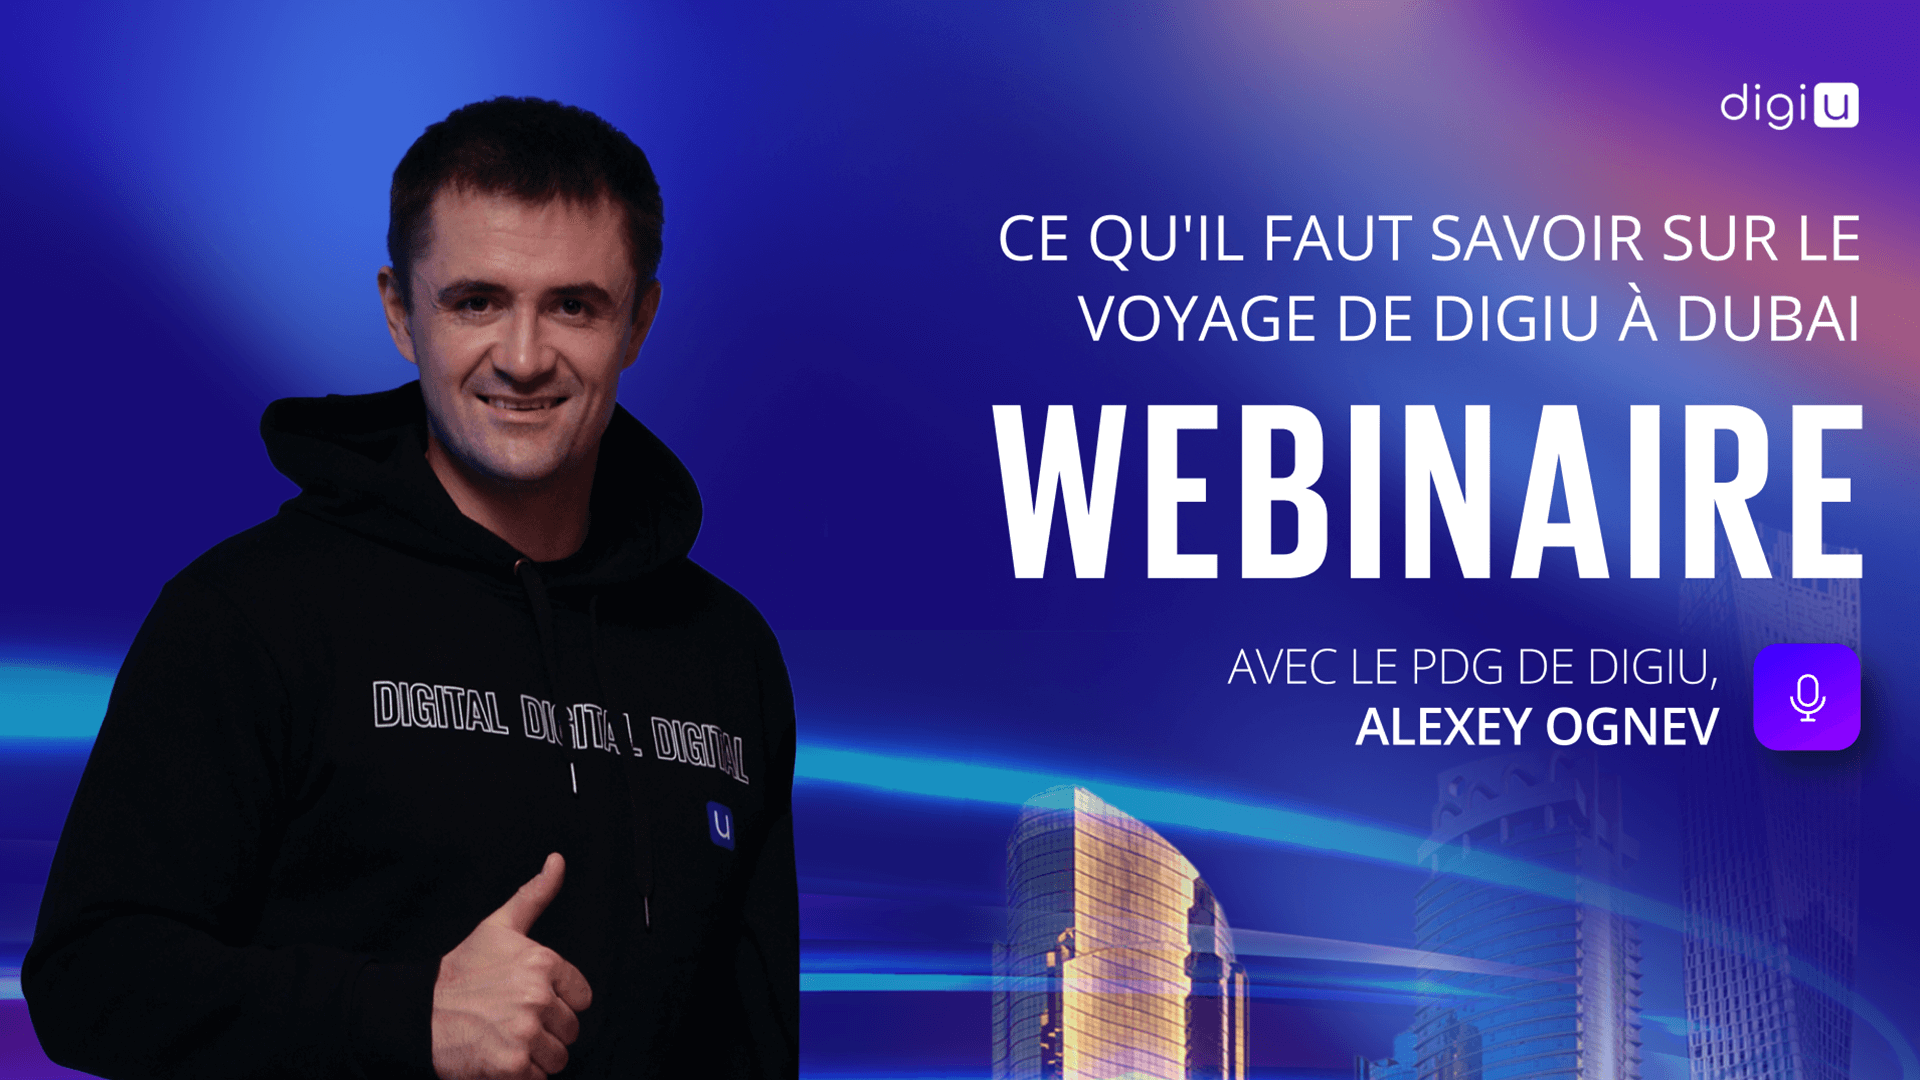 digiu
CE QU'IL FAUT SAVOIR SUR LE
VOYAGE DE DIGIU À DUBAI
WEBINAIRE
AVEC LE PDG DE DIGIU,
ALEXEY OGNEV
DIGITAL DIGITAL DIGITAL
u